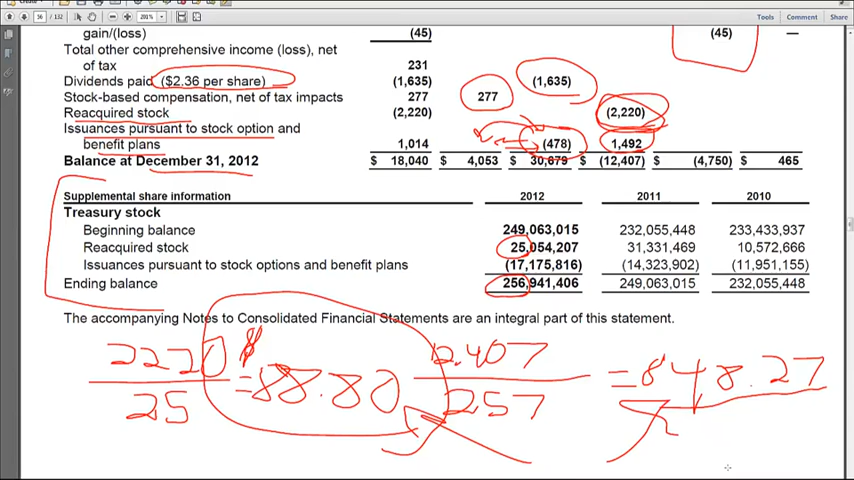 Create
56 / 132
201%
Tools Comment Share
gain/(loss) (45) (45) —
Total other comprehensive income (loss), net
of tax 231
Dividends paid ($2.36 per share) (1,635) (1,635)
Stock-based compensation, net of tax impacts 277 277
Reacquired stock (2,220) (2,220)
Issuances pursuant to stock option and
benefit plans 1,014 (478) 1,492
Balance at December 31, 2012 $ 18,040 $ 4,053 $ 30,679 $ (12,407) $ (4,750) $ 465
Supplemental share information 2012 2011 2010
Treasury stock
Beginning balance 249,063,015 232,055,448 233,433,937
Reacquired stock 25,054,207 31,331,469 10,572,666
Issuances pursuant to stock options and benefit plans (17,175,816) (14,323,902) (11,951,155)
Ending balance 256,941,406 249,063,015 232,055,448
The accompanying Notes to Consolidated Financial Statements are an integral part of this statement.
2220 / 25 = $88.80 12.407 / 257 = $48.27